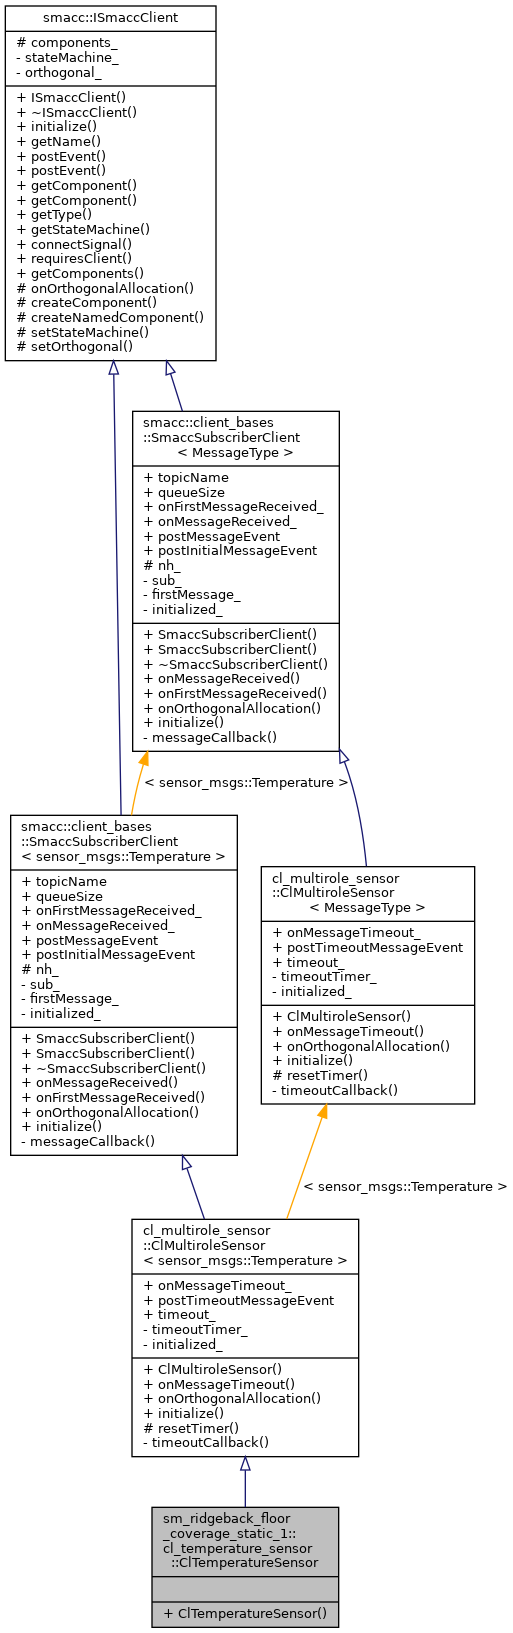 smacc::ISmaccClient
# components_
- stateMachine_
- orthogonal_
+ ISmaccClient()
+ ~ISmaccClient()
+ initialize()
+ getName()
+ postEvent()
+ postEvent()
+ getComponent()
+ getComponent()
+ getType()
+ getStateMachine()
+ connectSignal()
+ requiresClient()
+ getComponents()
# onOrthogonalAllocation()
# createComponent()
# createNamedComponent()
# setStateMachine()
# setOrthogonal()
smacc::client_bases
::SmaccSubscriberClient
< MessageType >
+ topicName
+ queueSize
+ onFirstMessageReceived_
+ onMessageReceived_
+ postMessageEvent
+ postInitialMessageEvent
# nh_
- sub_
- firstMessage_
- initialized_
+ SmaccSubscriberClient()
+ SmaccSubscriberClient()
+ ~SmaccSubscriberClient()
+ onMessageReceived()
+ onFirstMessageReceived()
+ onOrthogonalAllocation()
+ initialize()
- messageCallback()
< sensor_msgs::Temperature >
smacc::client_bases
::SmaccSubscriberClient
< sensor_msgs::Temperature >
+ topicName
+ queueSize
+ onFirstMessageReceived_
+ onMessageReceived_
+ postMessageEvent
+ postInitialMessageEvent
# nh_
- sub_
- firstMessage_
- initialized_
+ SmaccSubscriberClient()
+ SmaccSubscriberClient()
+ ~SmaccSubscriberClient()
+ onMessageReceived()
+ onFirstMessageReceived()
+ onOrthogonalAllocation()
+ initialize()
- messageCallback()
cl_multirole_sensor
::ClMultiroleSensor
< MessageType >
+ onMessageTimeout_
+ postTimeoutMessageEvent
+ timeout_
- timeoutTimer_
- initialized_
+ ClMultiroleSensor()
+ onMessageTimeout()
+ onOrthogonalAllocation()
+ initialize()
# resetTimer()
- timeoutCallback()
< sensor_msgs::Temperature >
cl_multirole_sensor
::ClMultiroleSensor
< sensor_msgs::Temperature >
+ onMessageTimeout_
+ postTimeoutMessageEvent
+ timeout_
- timeoutTimer_
- initialized_
+ ClMultiroleSensor()
+ onMessageTimeout()
+ onOrthogonalAllocation()
+ initialize()
# resetTimer()
- timeoutCallback()
sm_ridgeback_floor
_coverage_static_1::
cl_temperature_sensor
::ClTemperatureSensor
+ ClTemperatureSensor()